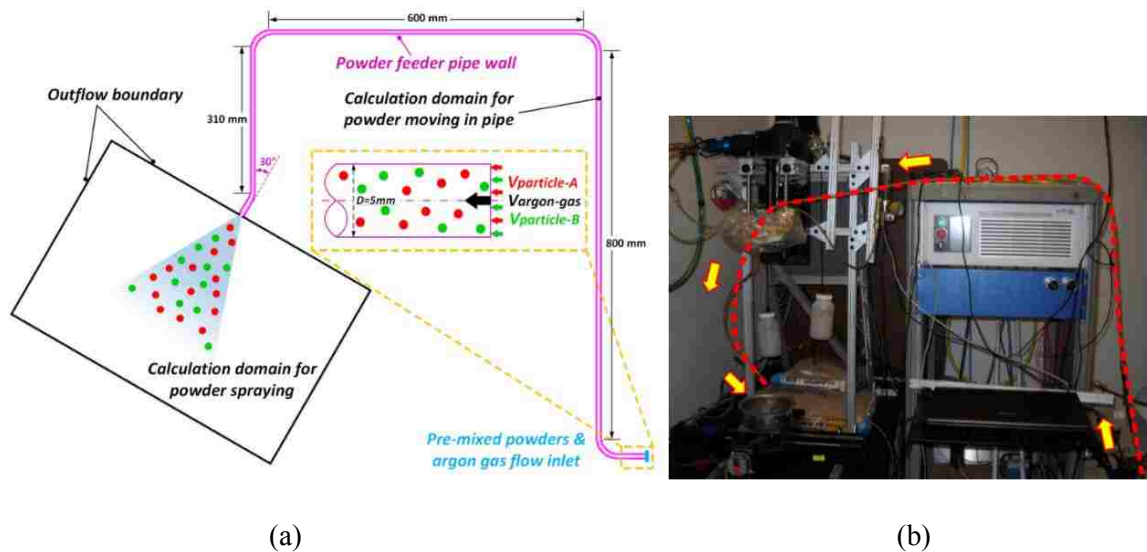 600 mm
Powder feeder pipe wall
Outflow boundary
310 mm
Calculation domain for
powder moving in pipe
30°
D=5mm
Vparticle-A
Vargon-gas
Vparticle-B
800 mm
Calculation domain for
powder spraying
Pre-mixed powders &
argon gas flow inlet
(a)
(b)